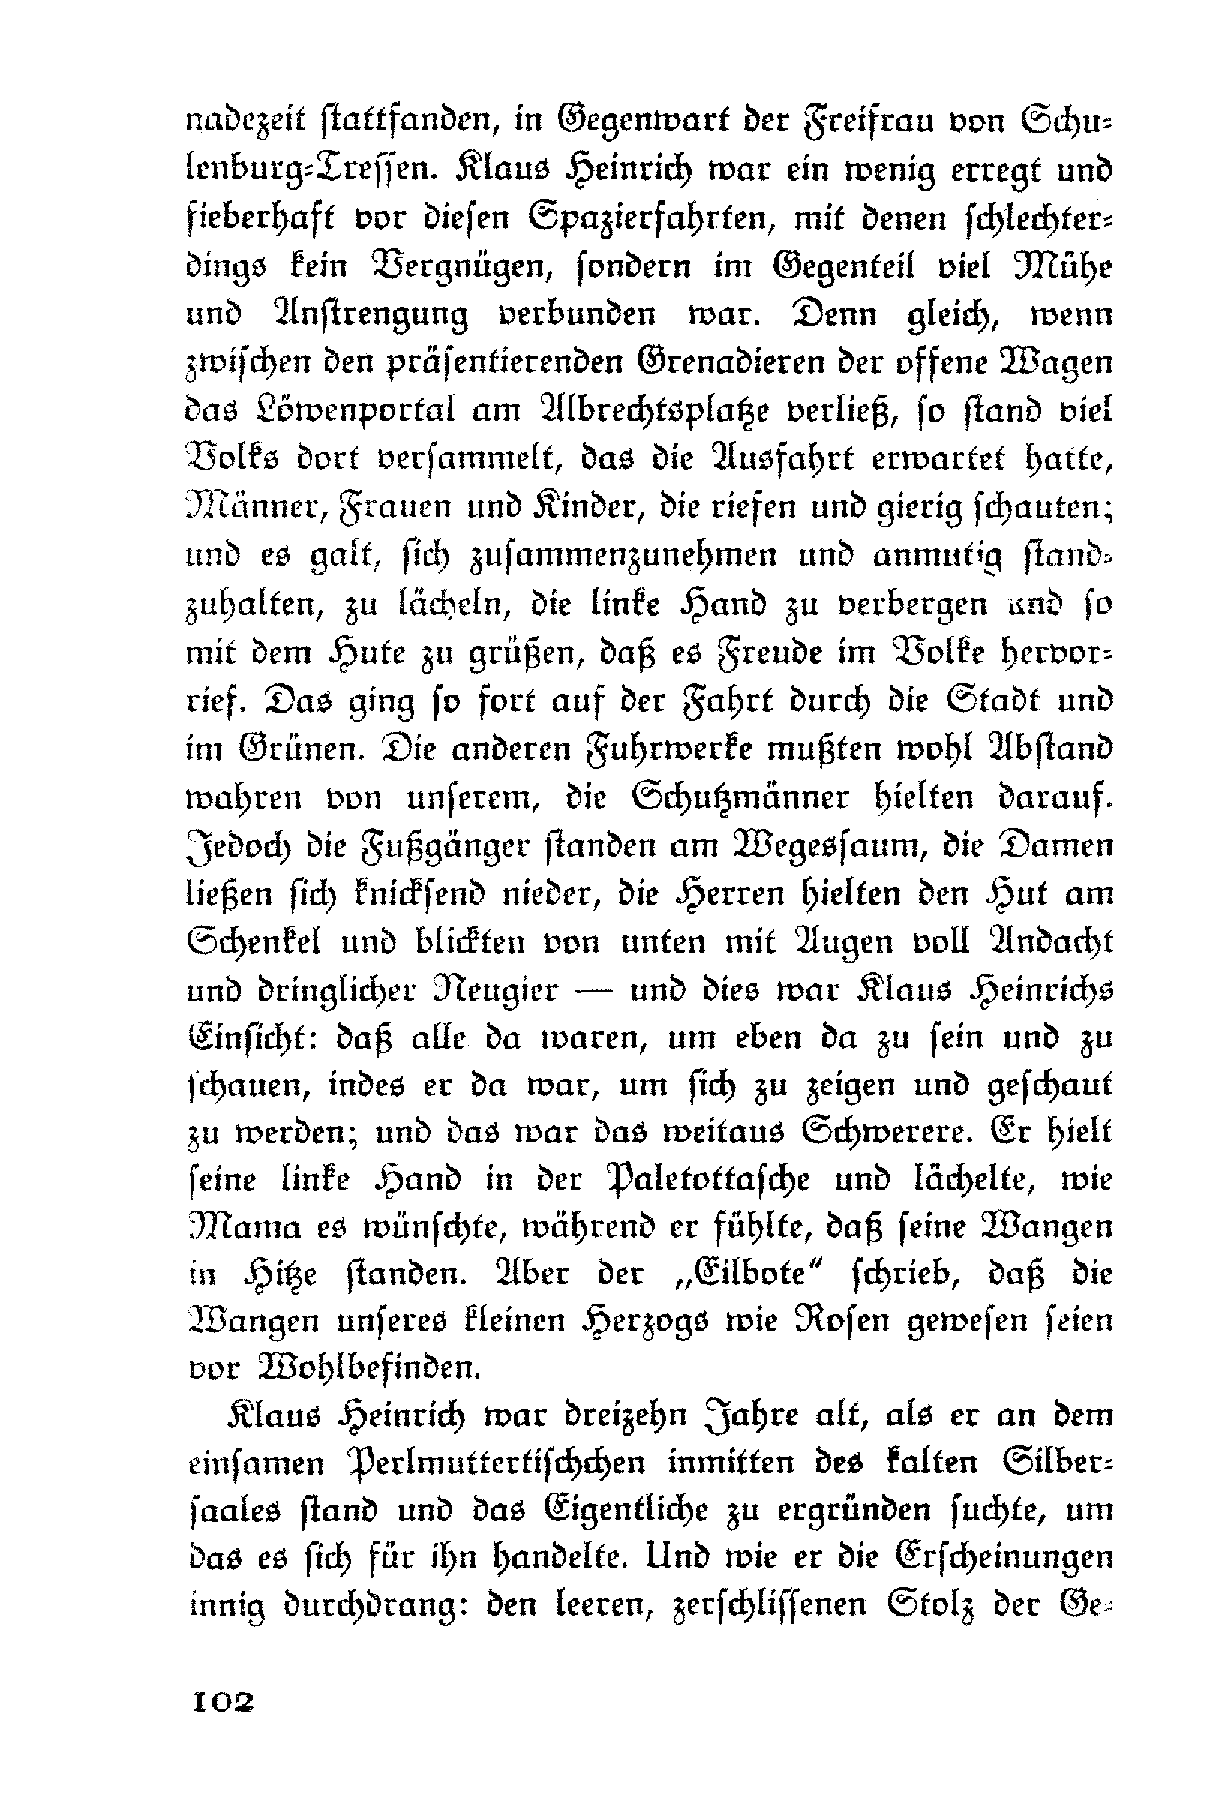 nadezeit stattfanden, in Gegenwart der Freifrau von Schu-
lenburg-Tressen. Klaus Heinrich war ein wenig erregt und
fieberhaft vor diesen Spazierfahrten, mit denen schlechter-
dings kein Vergnügen, sondern im Gegenteil viel Mühe
und Anstrengung verbunden war. Denn gleich, wenn
zwischen den präsentierenden Grenadieren der offene Wagen
das Löwenportal am Albrechtsplatze verließ, so stand viel
Volks dort versammelt, das die Ausfahrt erwartet hatte,
Männer, Frauen und Kinder, die riefen und gierig schauten;
und es galt, sich zusammenzunehmen und anmutig stand-
zuhalten, zu lächeln, die linke Hand zu verbergen und so
mit dem Hute zu grüßen, daß es Freude im Volke hervor-
rief. Das ging so fort auf der Fahrt durch die Stadt und
im Grünen. Die anderen Fuhrwerke mußten wohl Abstand
wahren von unserem, die Schutzmänner hielten darauf.
Jedoch die Fußgänger standen am Wegessaum, die Damen
ließen sich knicksend nieder, die Herren hielten den Hut am
Schenkel und blickten von unten mit Augen voll Andacht
und dringlicher Neugier — und dies war Klaus Heinrichs
Einsicht: daß alle da waren, um eben da zu sein und zu
schauen, indes er da war, um sich zu zeigen und geschaut
zu werden; und das war das weitaus Schwerere. Er hielt
seine linke Hand in der Paletottasche und lächelte, wie
Mama es wünschte, während er fühlte, daß seine Wangen
in Hitze standen. Aber der „Eilbote“ schrieb, daß die
Wangen unseres kleinen Herzogs wie Rosen gewesen seien
vor Wohlbefinden.
Klaus Heinrich war dreizehn Jahre alt, als er an dem
einsamen Perlmuttertischchen inmitten des kalten Silber-
saales stand und das Eigentliche zu ergründen suchte, um
das es sich für ihn handelte. Und wie er die Erscheinungen
innig durchdrang: den leeren, zerschlissenen Stolz der Ge-
102